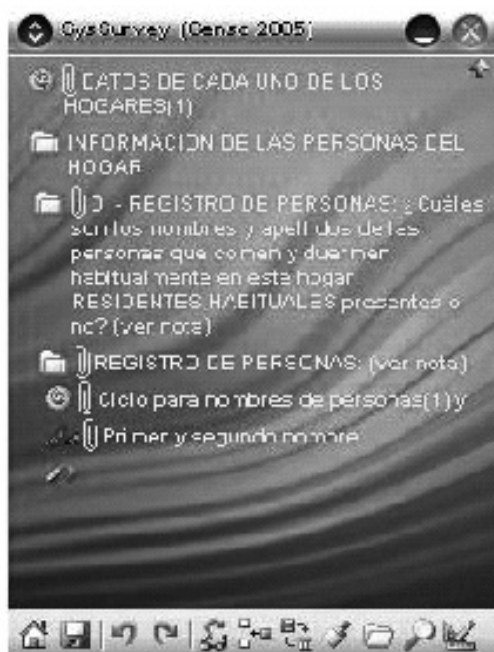 SysSurvey (Censo 2005)
DATOS DE CADA UNO DE LOS
HOGARES(1)
INFORMACION DE LAS PERSONAS DEL
HOGAR
- REGISTRO DE PERSONAS: ¿Cuáles
son los nombres y apellidos de las
personas que comen y duermen
habitualmente en este hogar
RESIDENTES HABITUALES presentes o
no? (ver nota)
REGISTRO DE PERSONAS: (ver nota)
Ciclo para nombres de personas(1) y
Primer y segundo nombre